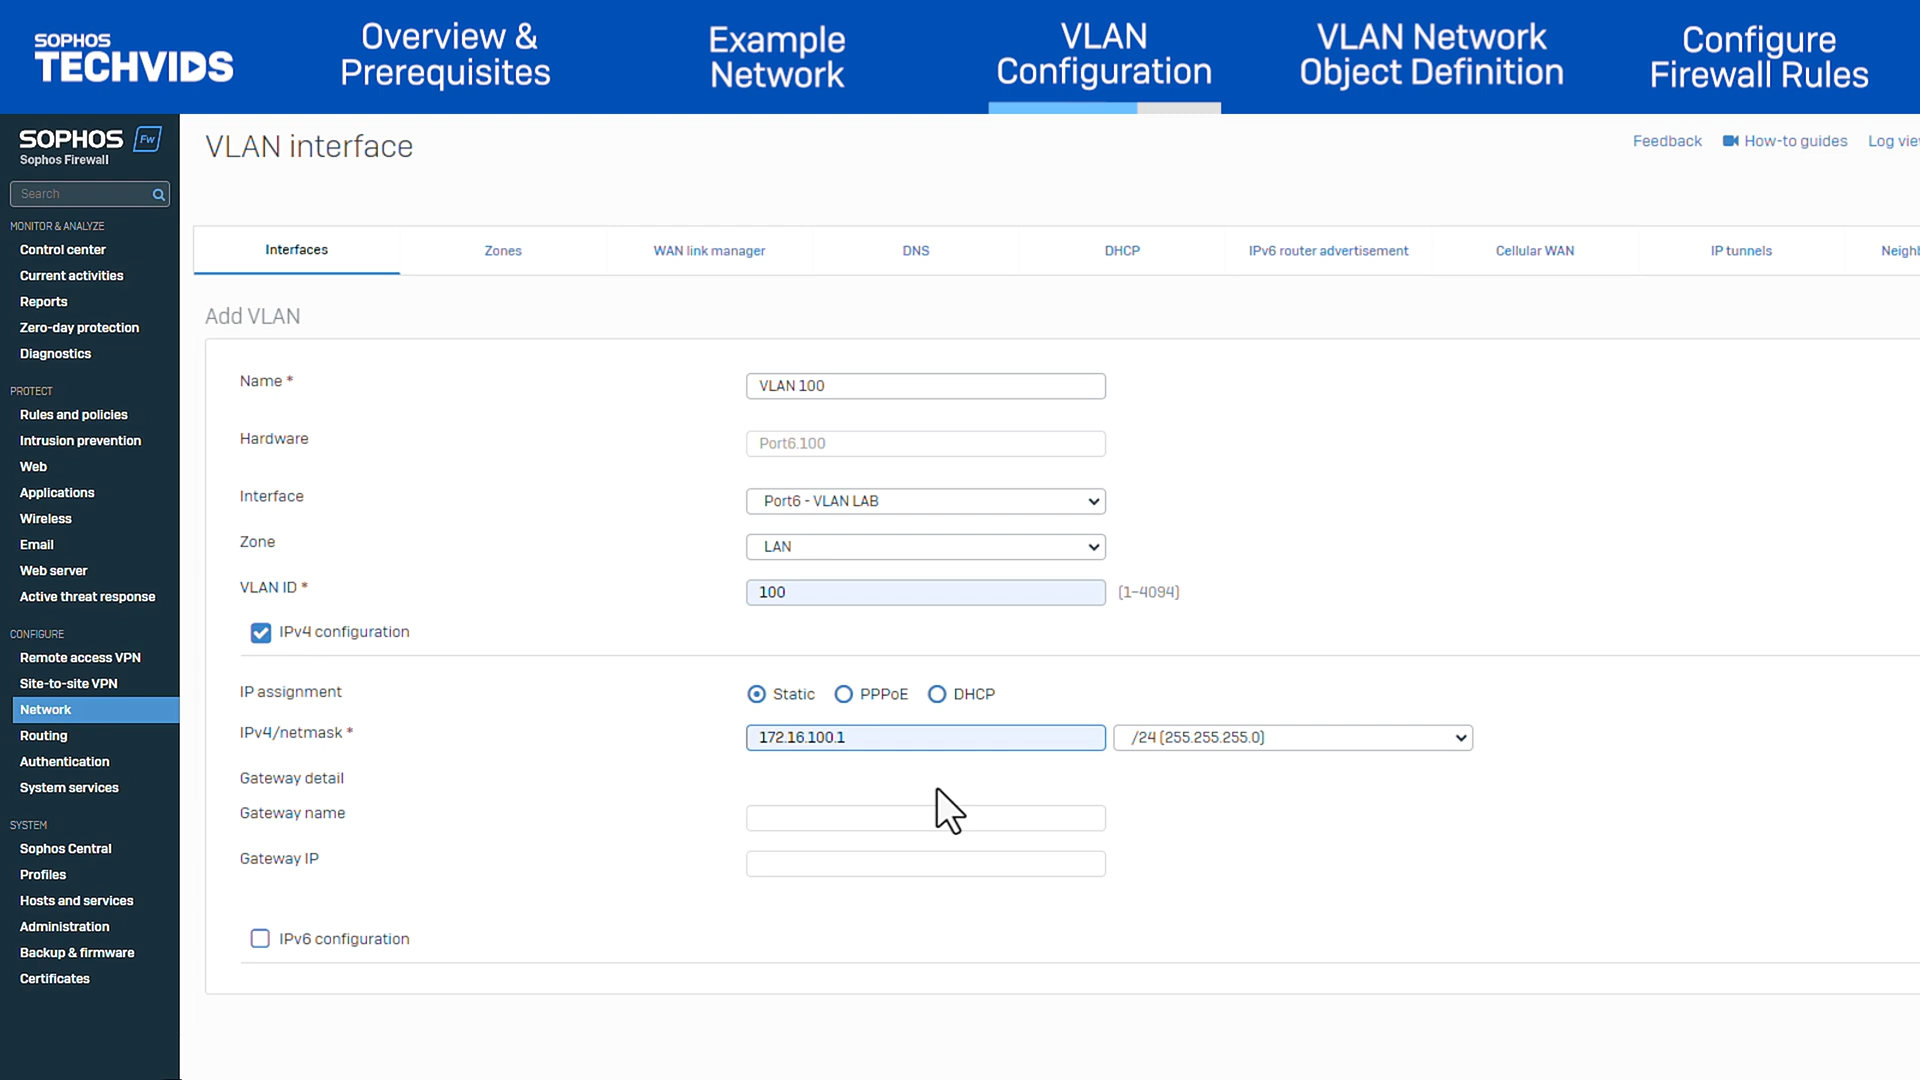 SOPHOS
TECHVIDS
Overview &
Prerequisites
Example
Network
VLAN
Configuration
VLAN Network
Object Definition
Configure
Firewall Rules
SOPHOS Fw
Sophos Firewall
Search
MONITOR & ANALYZE
Control center
Current activities
Reports
Zero-day protection
Diagnostics
PROTECT
Rules and policies
Intrusion prevention
Web
Applications
Wireless
Email
Web server
Active threat response
CONFIGURE
Remote access VPN
Site-to-site VPN
Network
Routing
Authentication
System services
SYSTEM
Sophos Central
Profiles
Hosts and services
Administration
Backup & firmware
Certificates
VLAN interface
Feedback How-to guides Log vie
Interfaces Zones WAN link manager DNS DHCP IPv6 router advertisement Cellular WAN IP tunnels Neighb
Add VLAN
Name * VLAN 100
Hardware Port6.100
Interface Port6 - VLAN LAB
Zone LAN
VLAN ID * 100 (1-4094)
IPv4 configuration
IP assignment Static PPPoE DHCP
IPv4/netmask * 172.16.100.1 /24 (255.255.255.0)
Gateway detail
Gateway name
Gateway IP
IPv6 configuration